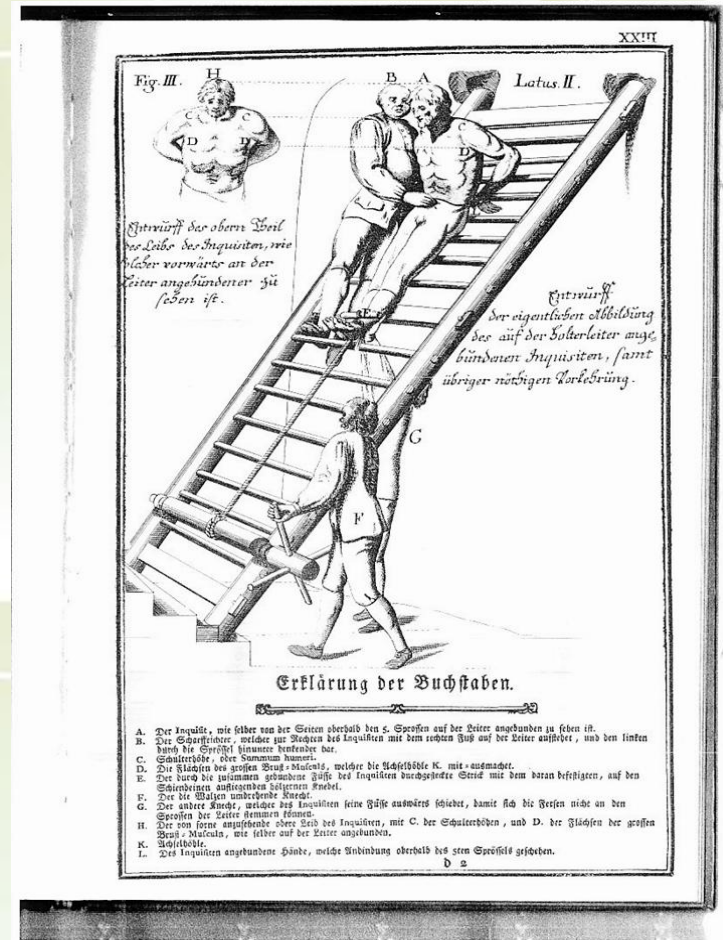 XXIII
Fig. III.
H
B
A
Latus. II.
C
C
D
D
D
Entwurff des obern Theil
des Leibs des Inquisiten, wie
solcher vorwärts an der
Leiter angebundener zu
sehen ist.
E
Entwurff
der eigentlichen Abbildung
des auf der Folterleiter ange-
bundenen Inquisiten, samt
übriger nöthigen Vorkehrung.
G
F
Erklärung der Buchstaben.
A. Der Inquisit, wie selber von der Seiten oberhalb den 5. Sprossen auf der Leiter angebunden zu sehen ist.
B. Der Scharfrichter, welcher zur Rechten des Inquisiten mit dem rechten Fuß auf der Leiter aufstehet, und den linken
durch die Sprössel hinunter henkender hat.
C. Schulterhöhe, oder Summum humeri.
D. Die Flächsen des grossen Brust-Musculs, welcher die Achselhöhle K. mit-ausmachet.
E. Der durch die zusammen gebundene Füsse des Inquisiten durchgesteckte Strick mit dem daran befestigten, auf den
Schienbeinen aufliegenden hölzernen Knebel.
F. Der die Walzen umdrehende Knecht.
G. Der andere Knecht, welcher des Inquisiten seine Füsse auswärts schiebet, damit sich die Fersen nicht an den
Sprossen der Leiter stemmen können.
H. Der von forne anzusehende obere Leib des Inquisiten, mit C. der Schulterhöhen, und D. der Flächsen der grossen
Brust-Musculn, wie selber auf der Leiter angebunden.
K. Achselhöhle.
L. Des Inquisiten angebundene Hände, welche Anbindung oberhalb des 5ten Sprössels geschehen.
D 2